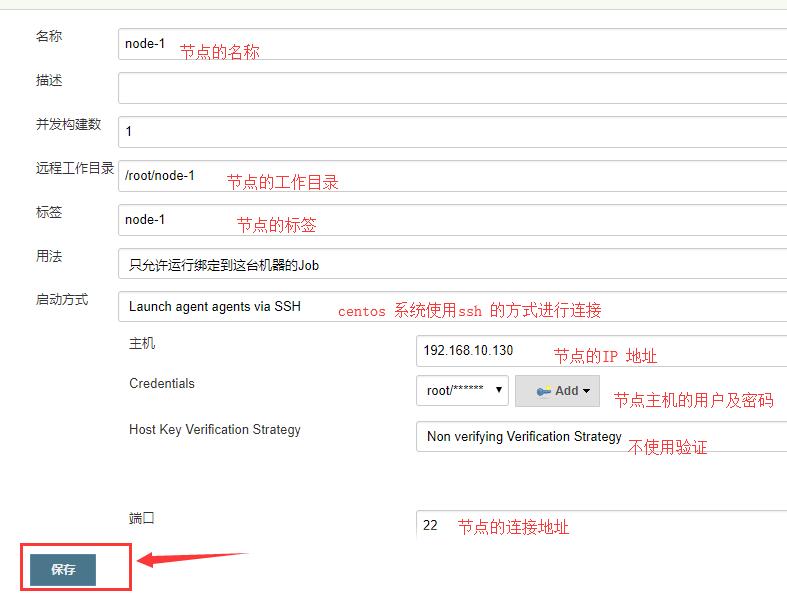 名称
node-1 节点的名称
描述
并发构建数
1
远程工作目录
/root/node-1 节点的工作目录
标签
node-1 节点的标签
用法
只允许运行绑定到这台机器的Job
启动方式
Launch agent agents via SSH centos 系统使用ssh 的方式进行连接
主机
192.168.10.130 节点的IP 地址
Credentials
root/****** Add 节点主机的用户及密码
Host Key Verification Strategy
Non verifying Verification Strategy 不使用验证
端口
22 节点的连接地址
保存